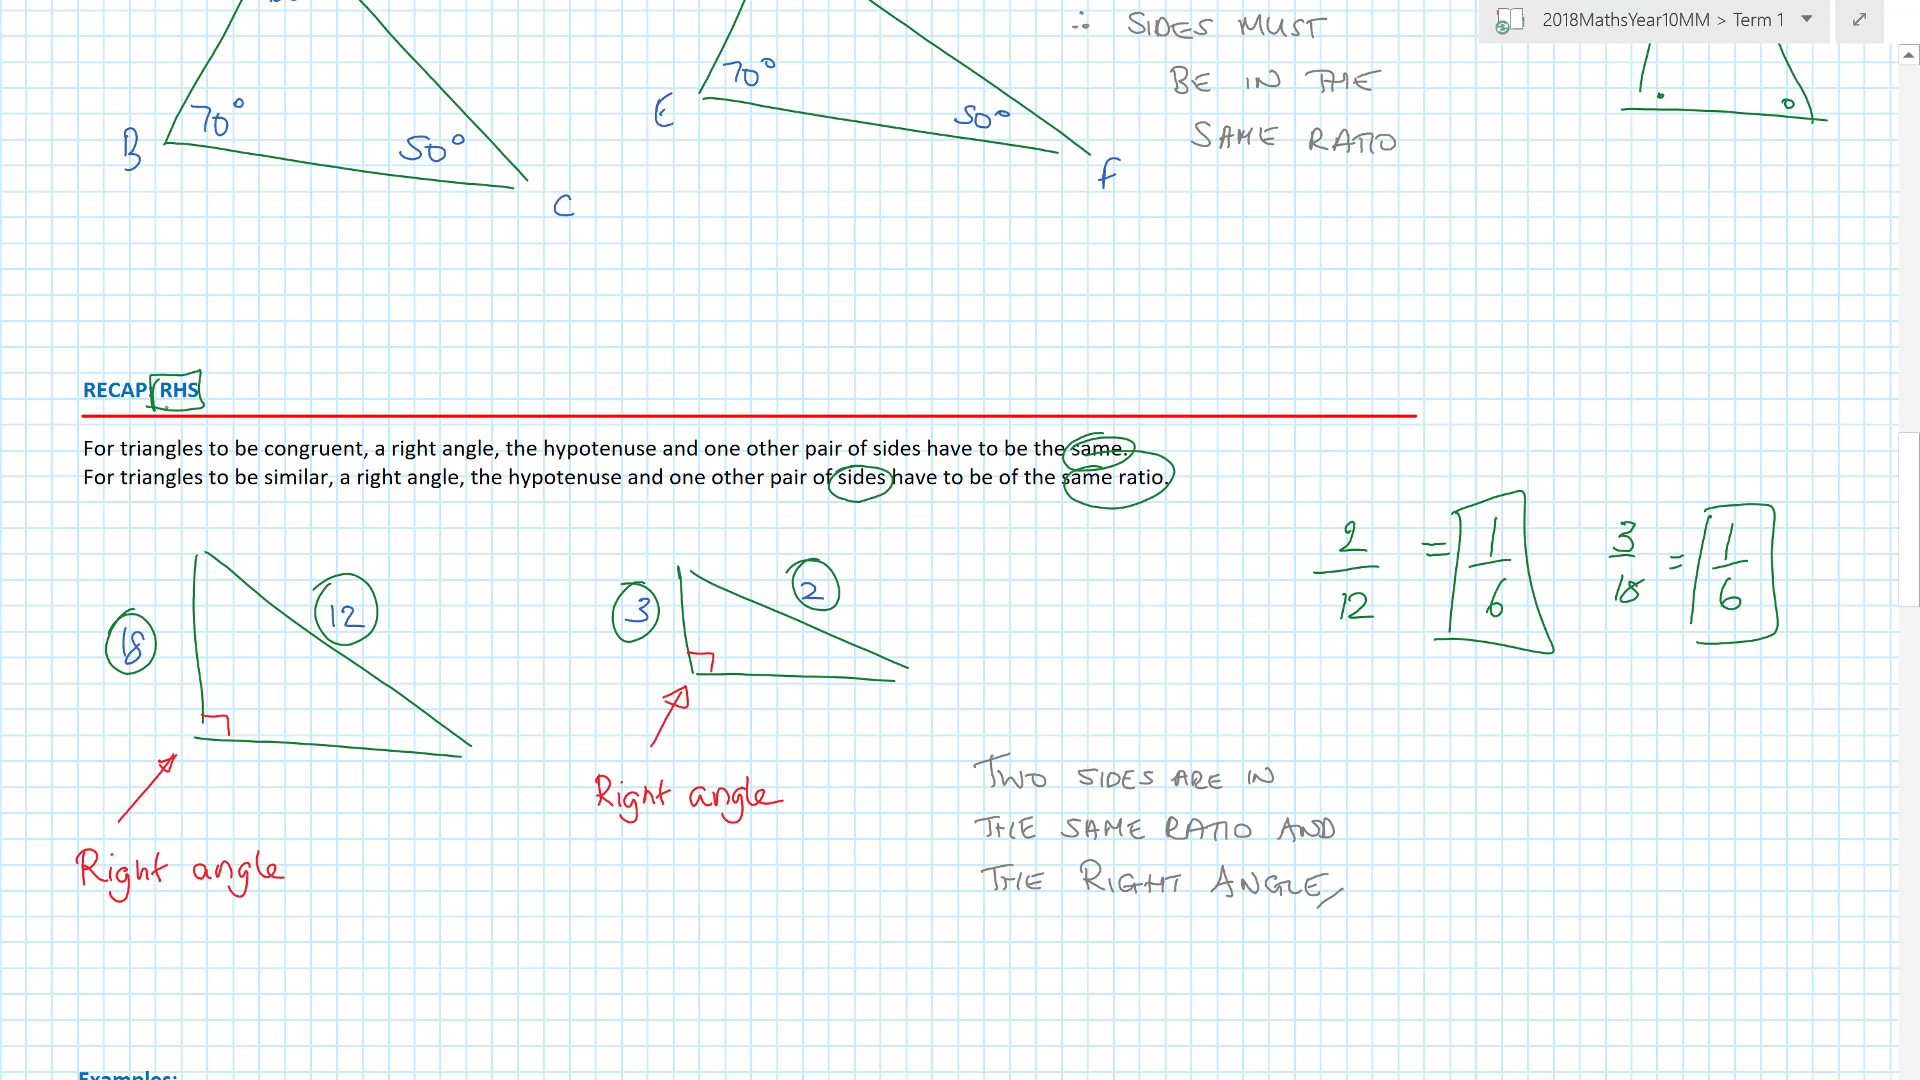 2018MathsYear10MM > Term 1
∴ SIDES MUST
BE IN THE
SAME RATIO
70°
50°
B
C
70°
50°
E
F
RECAP RHS
For triangles to be congruent, a right angle, the hypotenuse and one other pair of sides have to be the same.
For triangles to be similar, a right angle, the hypotenuse and one other pair of sides have to be of the same ratio.
2/12 = 1/6 3/18 = 1/6
18
12
3
2
Right angle
Right angle
TWO SIDES ARE IN
THE SAME RATIO AND
THE RIGHT ANGLE,
Examples: